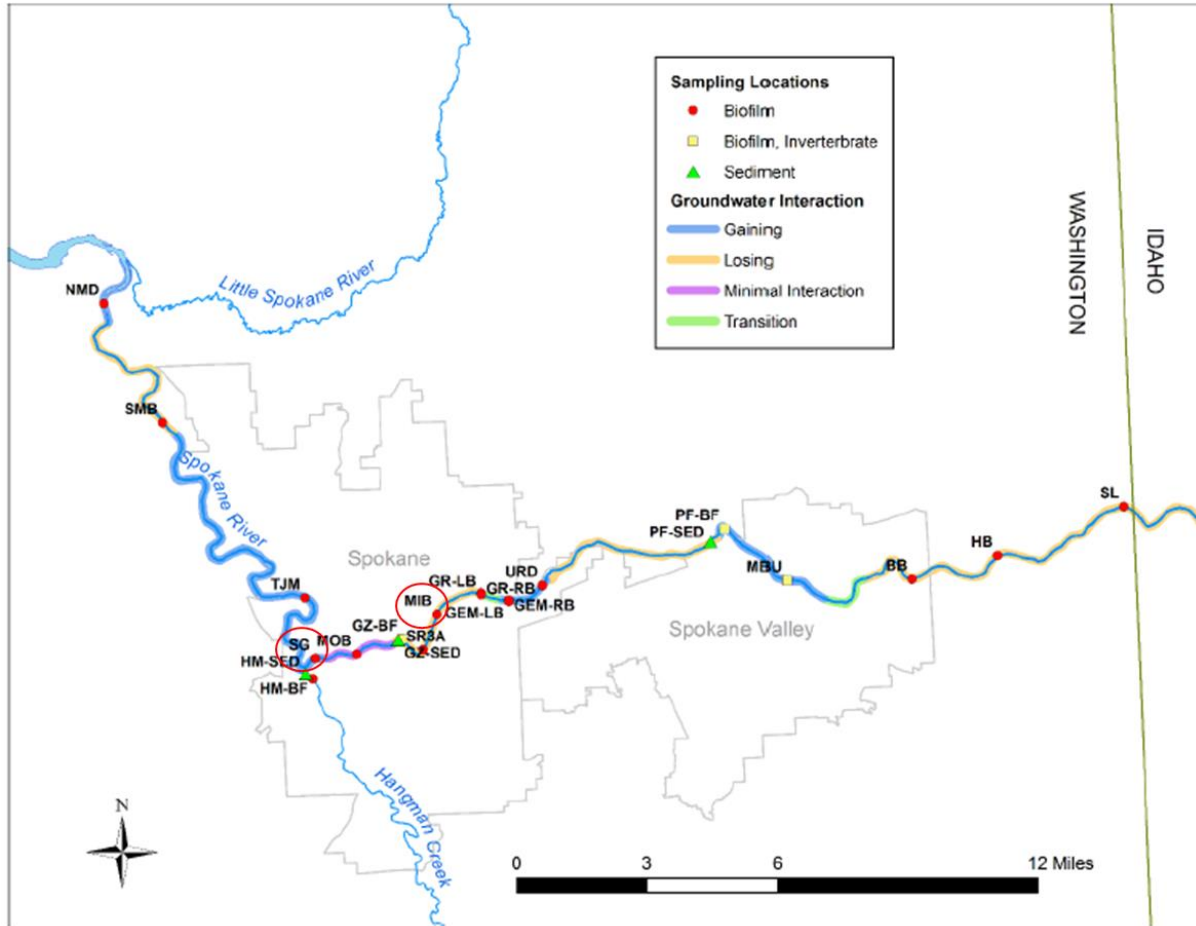 Sampling Locations
Biofilm
Biofilm, Inverterbrate
Sediment
Groundwater Interaction
Gaining
Losing
Minimal Interaction
Transition
WASHINGTON
IDAHO
NMD
Little Spokane River
SMB
Spokane River
SL
PF-BF
PF-SED
HB
Spokane
URD
MBU
BB
TJM
GR-LB
GR-RB
MIB
GEM-RB
GEM-LB
Spokane Valley
GZ-BF
SR3A
SG
MOB
GZ-SED
HM-SED
HM-BF
Hangman Creek
N
0 3 6 12 Miles